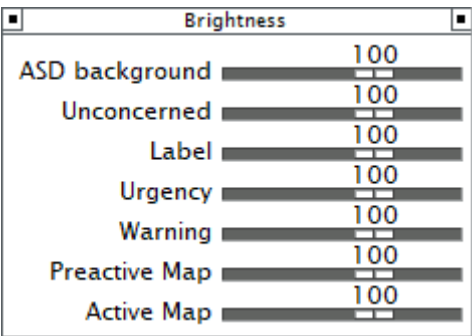 Brightness
100
ASD background
100
Unconcerned
100
Label
100
Urgency
100
Warning
100
Preactive Map
100
Active Map